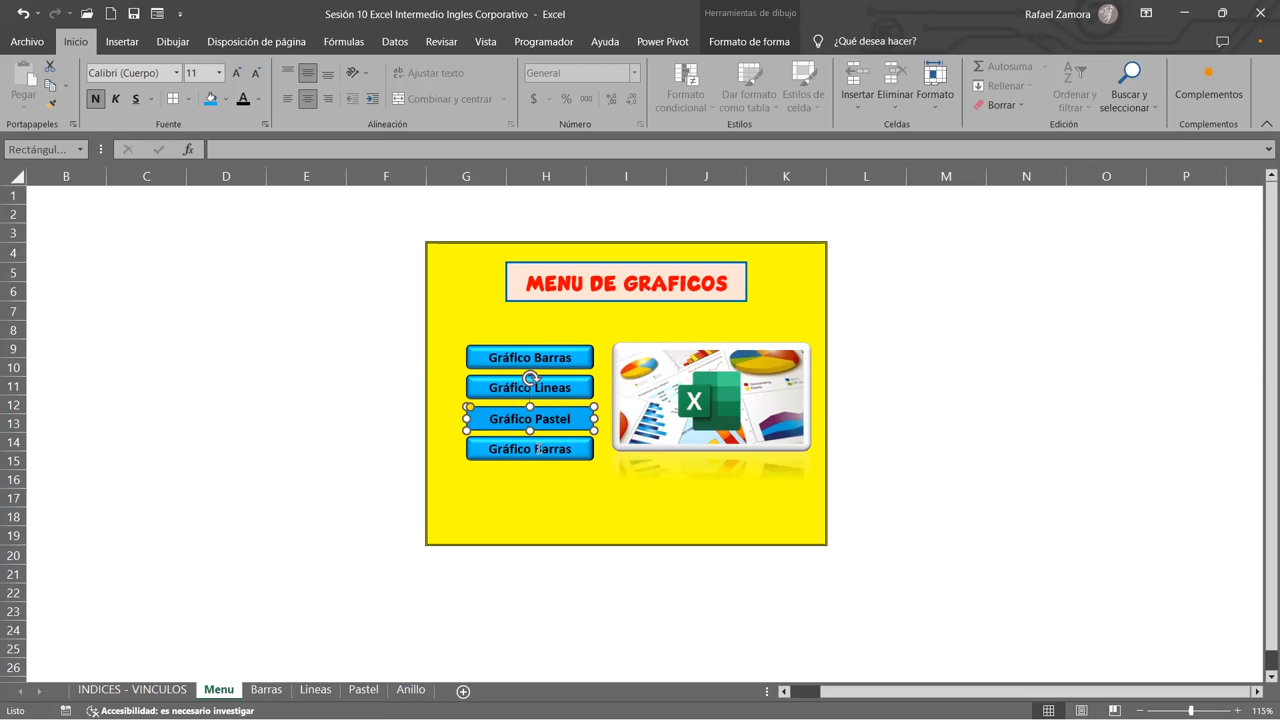 Sesión 10 Excel Intermedio Ingles Corporativo - Excel
Herramientas de dibujo
Rafael Zamora
Archivo Inicio Insertar Dibujar Disposición de página Fórmulas Datos Revisar Vista Programador Ayuda Power Pivot Formato de forma ¿Qué desea hacer?
Pegar
Calibri (Cuerpo) 11
N K S
Ajustar texto
Combinar y centrar
General
$ % 000
Formato condicional
Dar formato como tabla
Estilos de celda
Insertar Eliminar Formato
Autosuma
Rellenar
Borrar
Ordenar y filtrar
Buscar y seleccionar
Complementos
Portapapeles Fuente Alineación Número Estilos Celdas Edición Complementos
Rectángul... fx
B C D E F G H I J K L M N O P
1
2
3
4
5
6
7
8
9
10
11
12
13
14
15
16
17
18
19
20
21
22
23
24
25
26
MENU DE GRAFICOS
Gráfico Barras
Gráfico Lineas
Gráfico Pastel
Gráfico Barras
X
INDICES - VINCULOS Menu Barras Lineas Pastel Anillo
Listo Accesibilidad: es necesario investigar 115%